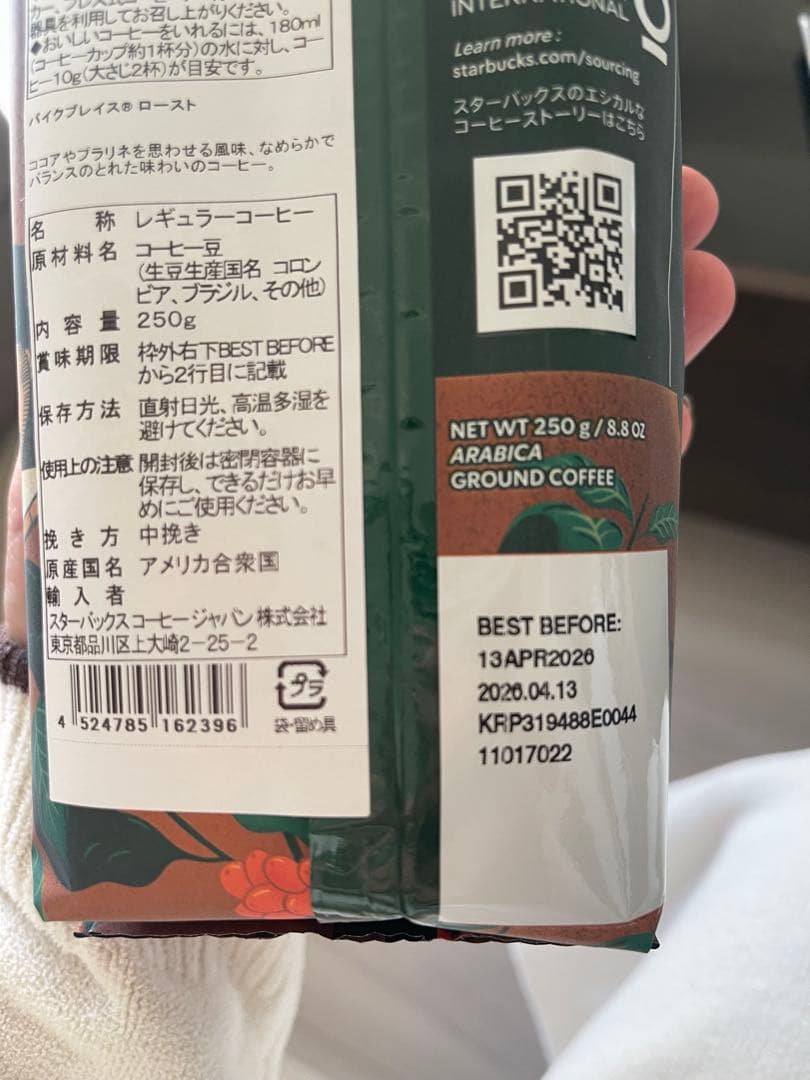 器具を利用してお召し上がりください。
◆おいしいコーヒーをいれるには、180ml
(コーヒーカップ約1杯分)の水に対し、コー
ヒー10g(大さじ2杯)が目安です。
パイクプレイス® ロースト
ココアやプラリネを思わせる風味、なめらかで
バランスのとれた味わいのコーヒー。
名 称 レギュラーコーヒー
原材料名 コーヒー豆
(生豆生産国名 コロン
ビア、ブラジル、その他)
内容量 250g
賞味期限 枠外右下BEST BEFORE
から2行目に記載
保存方法 直射日光、高温多湿を
避けてください。
使用上の注意 開封後は密閉容器に
保存し、できるだけお早
めにご使用ください。
挽き方 中挽き
原産国名 アメリカ合衆国
輸入者
スターバックス コーヒー ジャパン 株式会社
東京都品川区上大崎2-25-2
4 524785 162396
プラ
袋・留め具
INTERNATIONAL
Learn more :
starbucks.com/sourcing
スターバックスのエシカルな
コーヒーストーリーはこちら
NET WT 250 g / 8.8 OZ
ARABICA
GROUND COFFEE
BEST BEFORE:
13APR2026
2026.04.13
KRP319488E0044
11017022